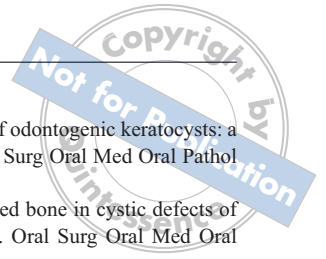 Copyright by
Not for Publication
Quintessence
f odontogenic keratocysts: a
Surg Oral Med Oral Pathol
ed bone in cystic defects of
. Oral Surg Oral Med Oral